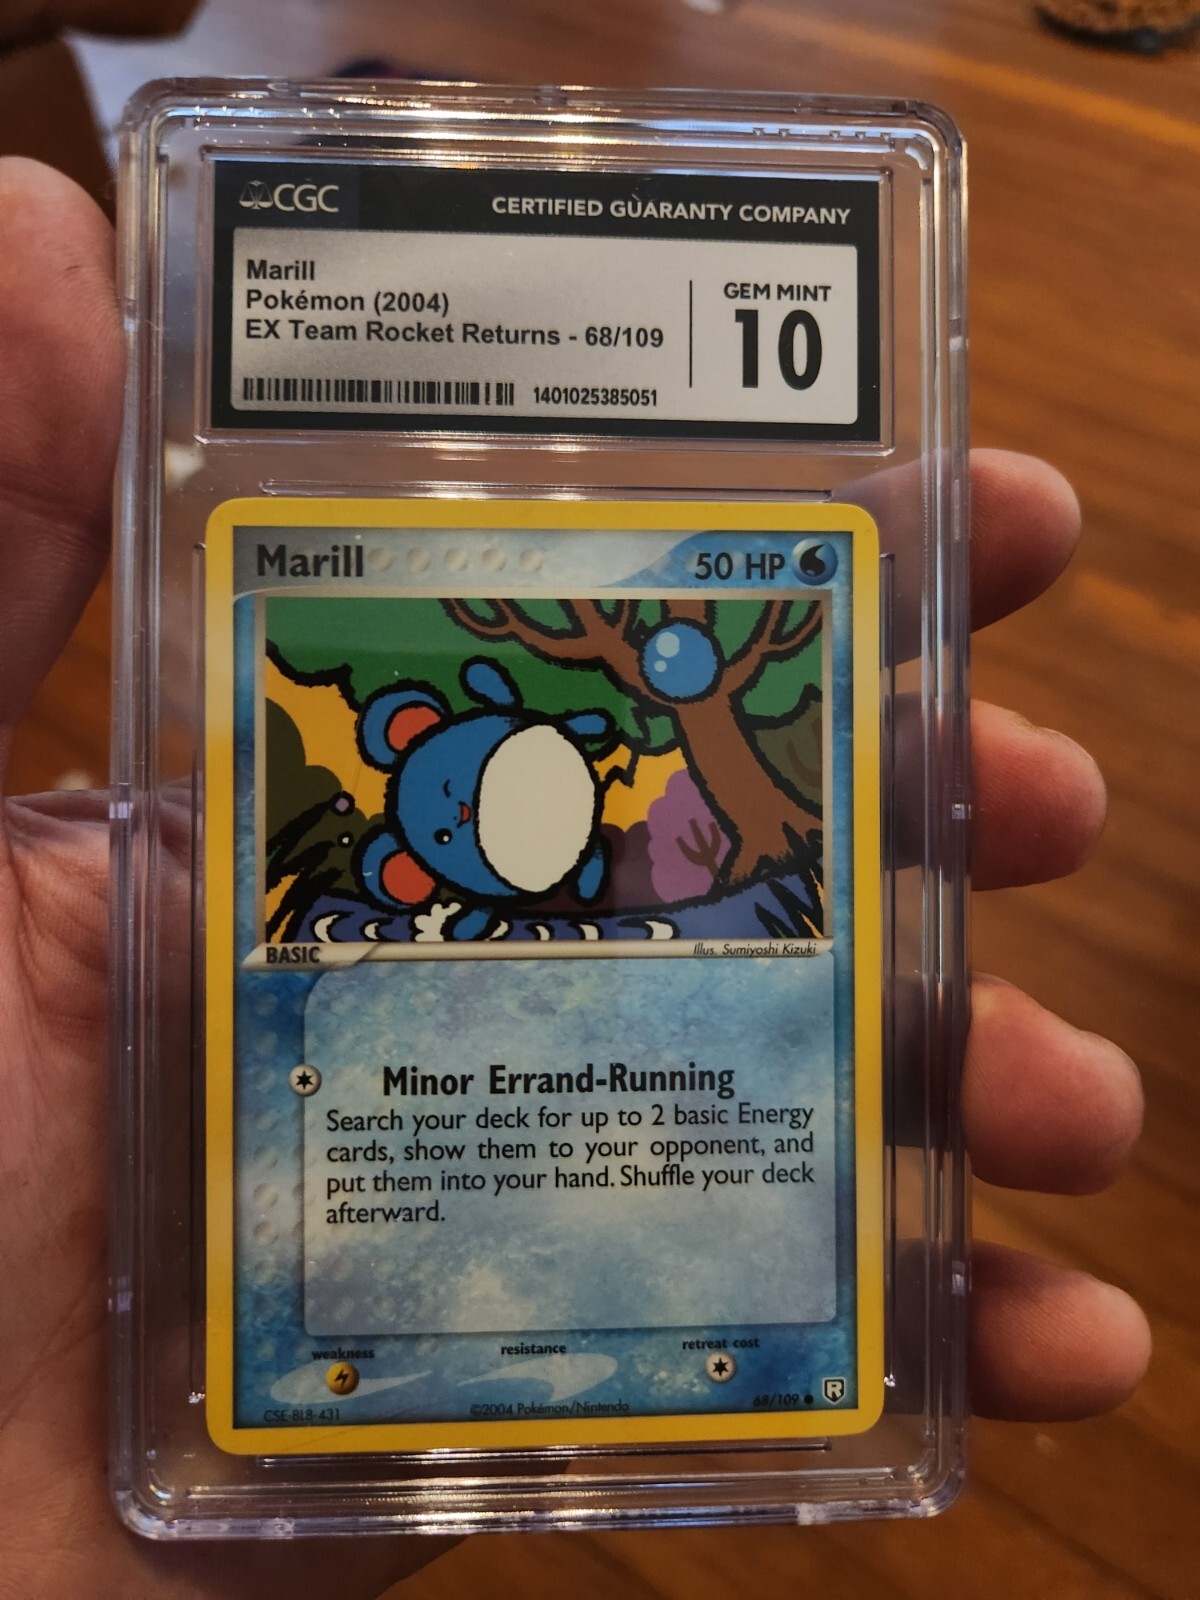 CGC
CERTIFIED GUARANTY COMPANY
Marill
Pokémon (2004)
EX Team Rocket Returns - 68/109
1401025385051
GEM MINT
10
Marill
50 HP
BASIC
Illus. Sumiyoshi Kizuki
Minor Errand-Running
Search your deck for up to 2 basic Energy
cards, show them to your opponent, and
put them into your hand. Shuffle your deck
afterward.
weakness
resistance
retreat cost
CSE-8L8-431
©2004 Pokémon/Nintendo
68/109
R